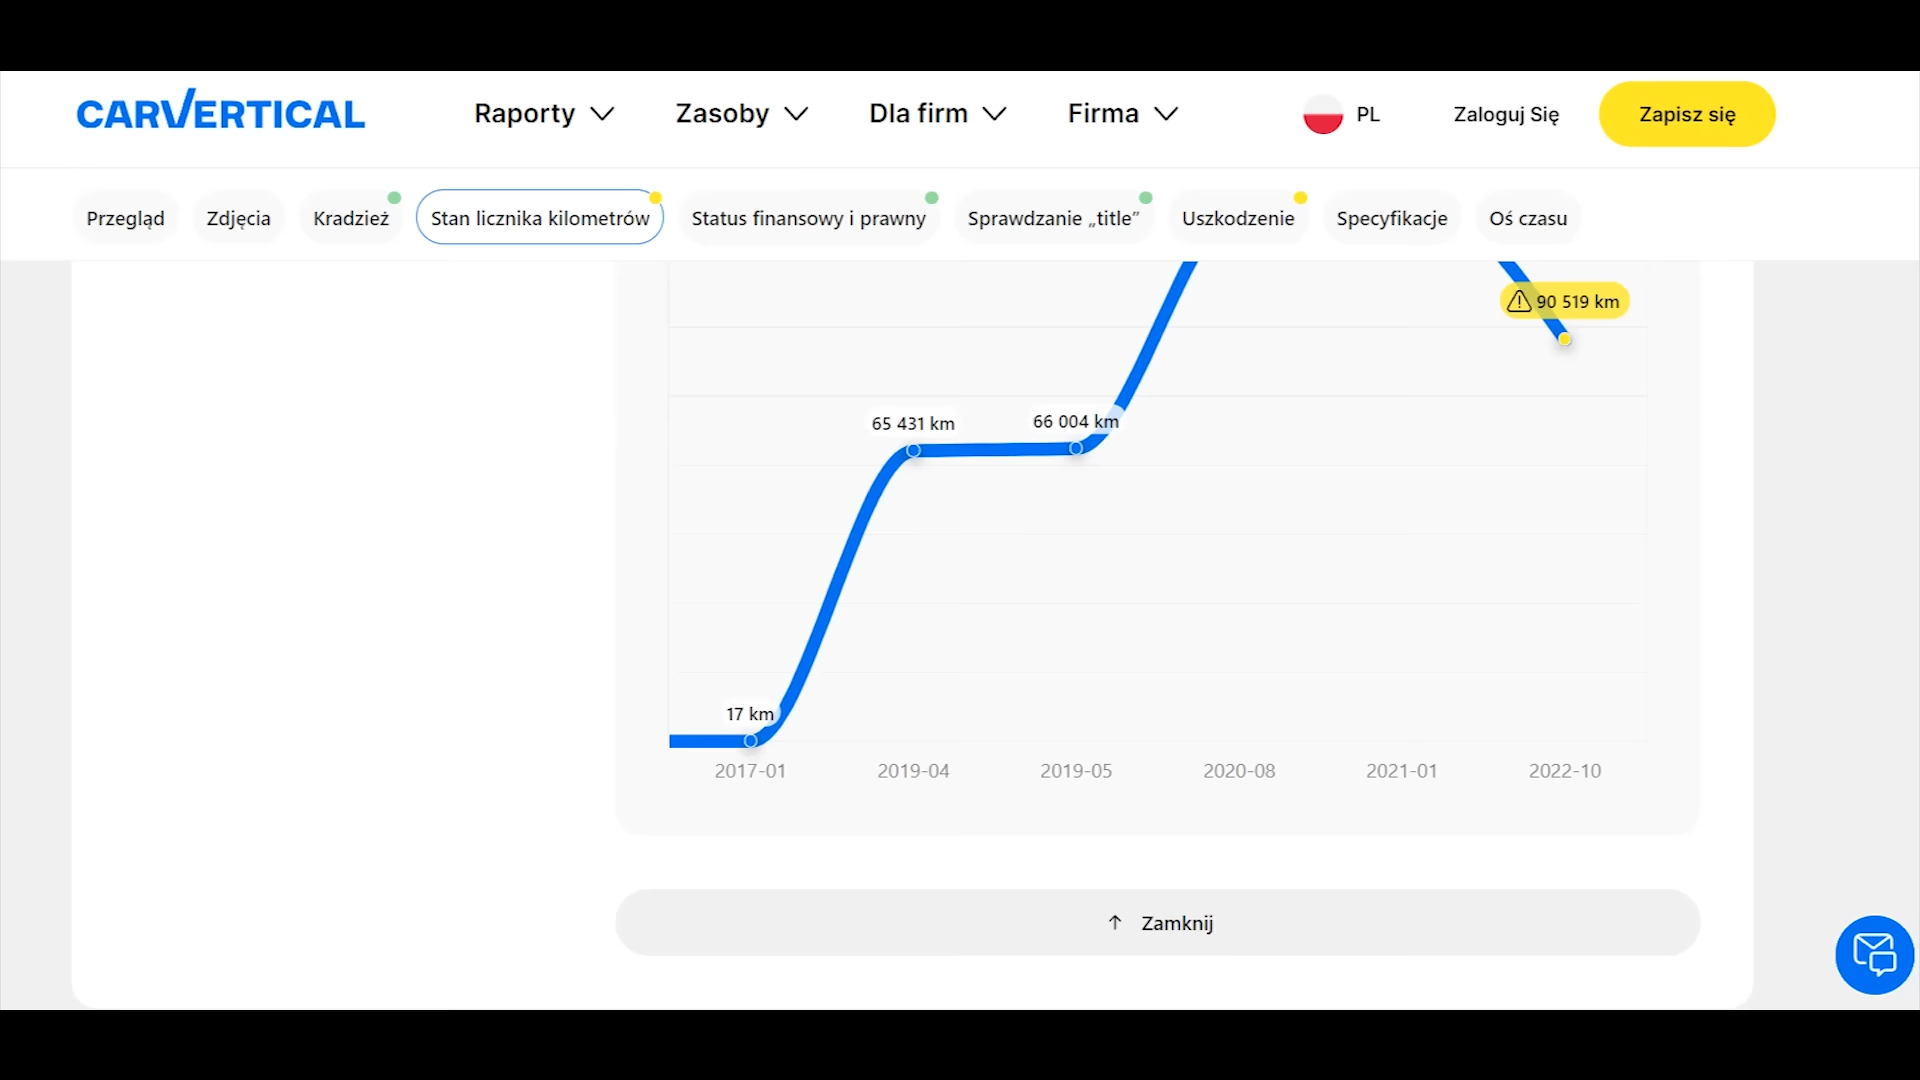 CARVERTICAL
Raporty
Zasoby
Dla firm
Firma
PL
Zaloguj Się
Zapisz się
Przegląd
Zdjęcia
Kradzież
Stan licznika kilometrów
Status finansowy i prawny
Sprawdzanie „title”
Uszkodzenie
Specyfikacje
Oś czasu
90 519 km
65 431 km
66 004 km
17 km
2017-01
2019-04
2019-05
2020-08
2021-01
2022-10
↑ Zamknij